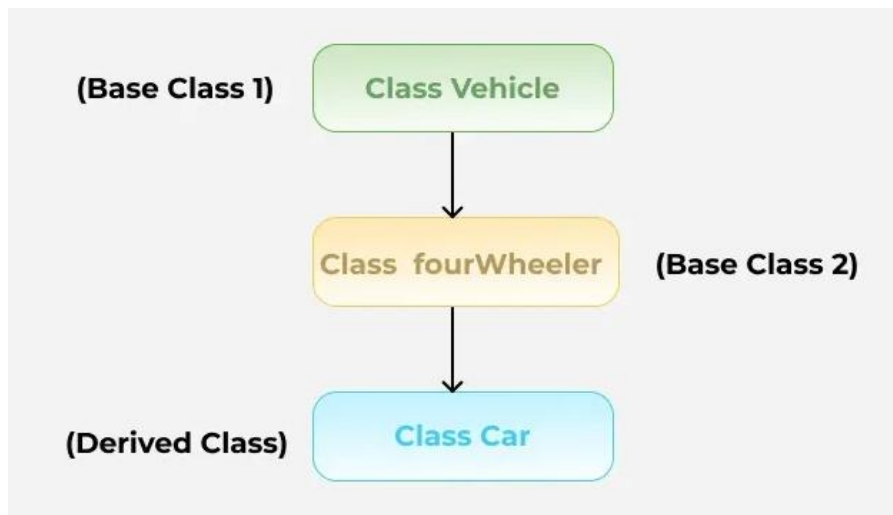 (Base Class 1)
Class Vehicle
Class fourWheeler
(Base Class 2)
(Derived Class)
Class Car